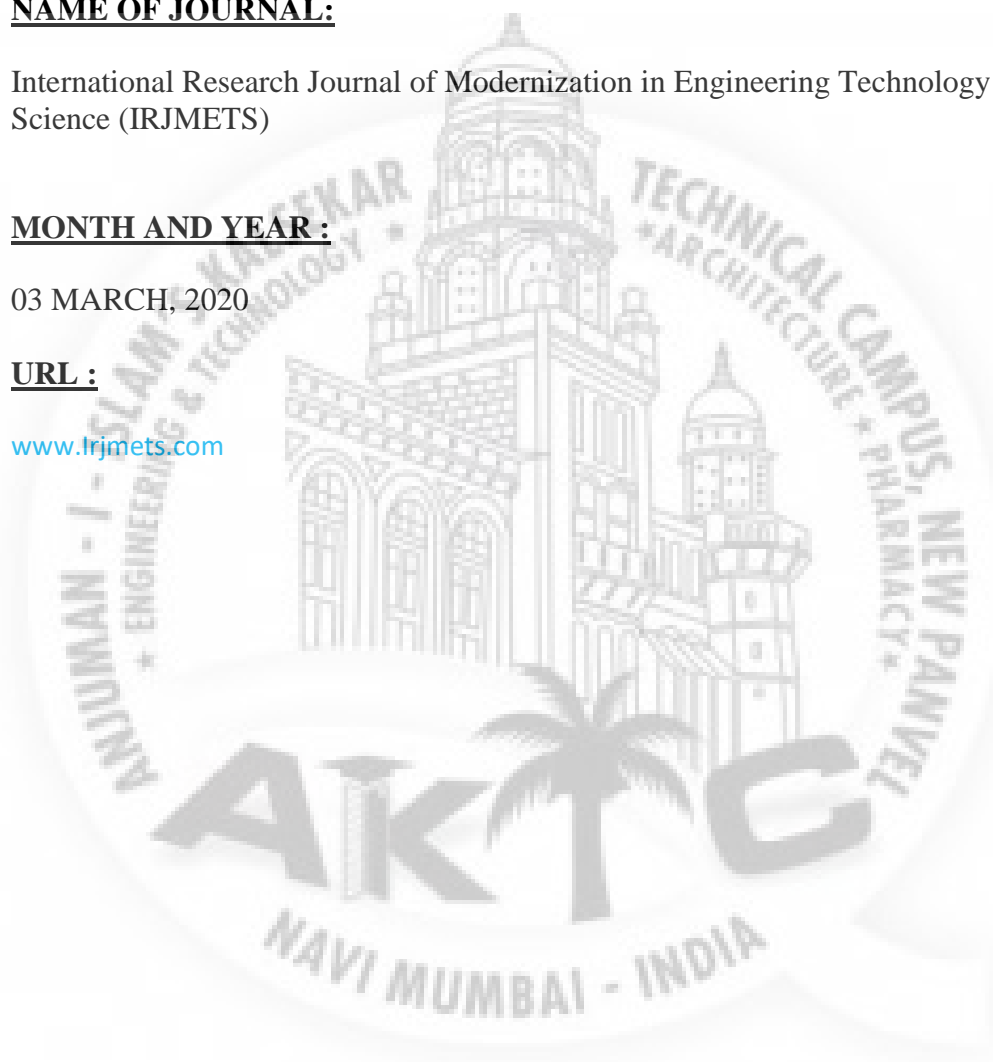 NAME OF JOURNAL:
International Research Journal of Modernization in Engineering Technology
Science (IRJMETS)
MONTH AND YEAR :
03 MARCH, 2020
URL :
www.Irjmets.com
ANJUMAN - I - ISLAM'S KALSEKAR TECHNICAL CAMPUS, NEW PANVEL
* ENGINEERING & TECHNOLOGY * *ARCHITECTURE * PHARMACY *
AKTC
NAVI MUMBAI - INDIA